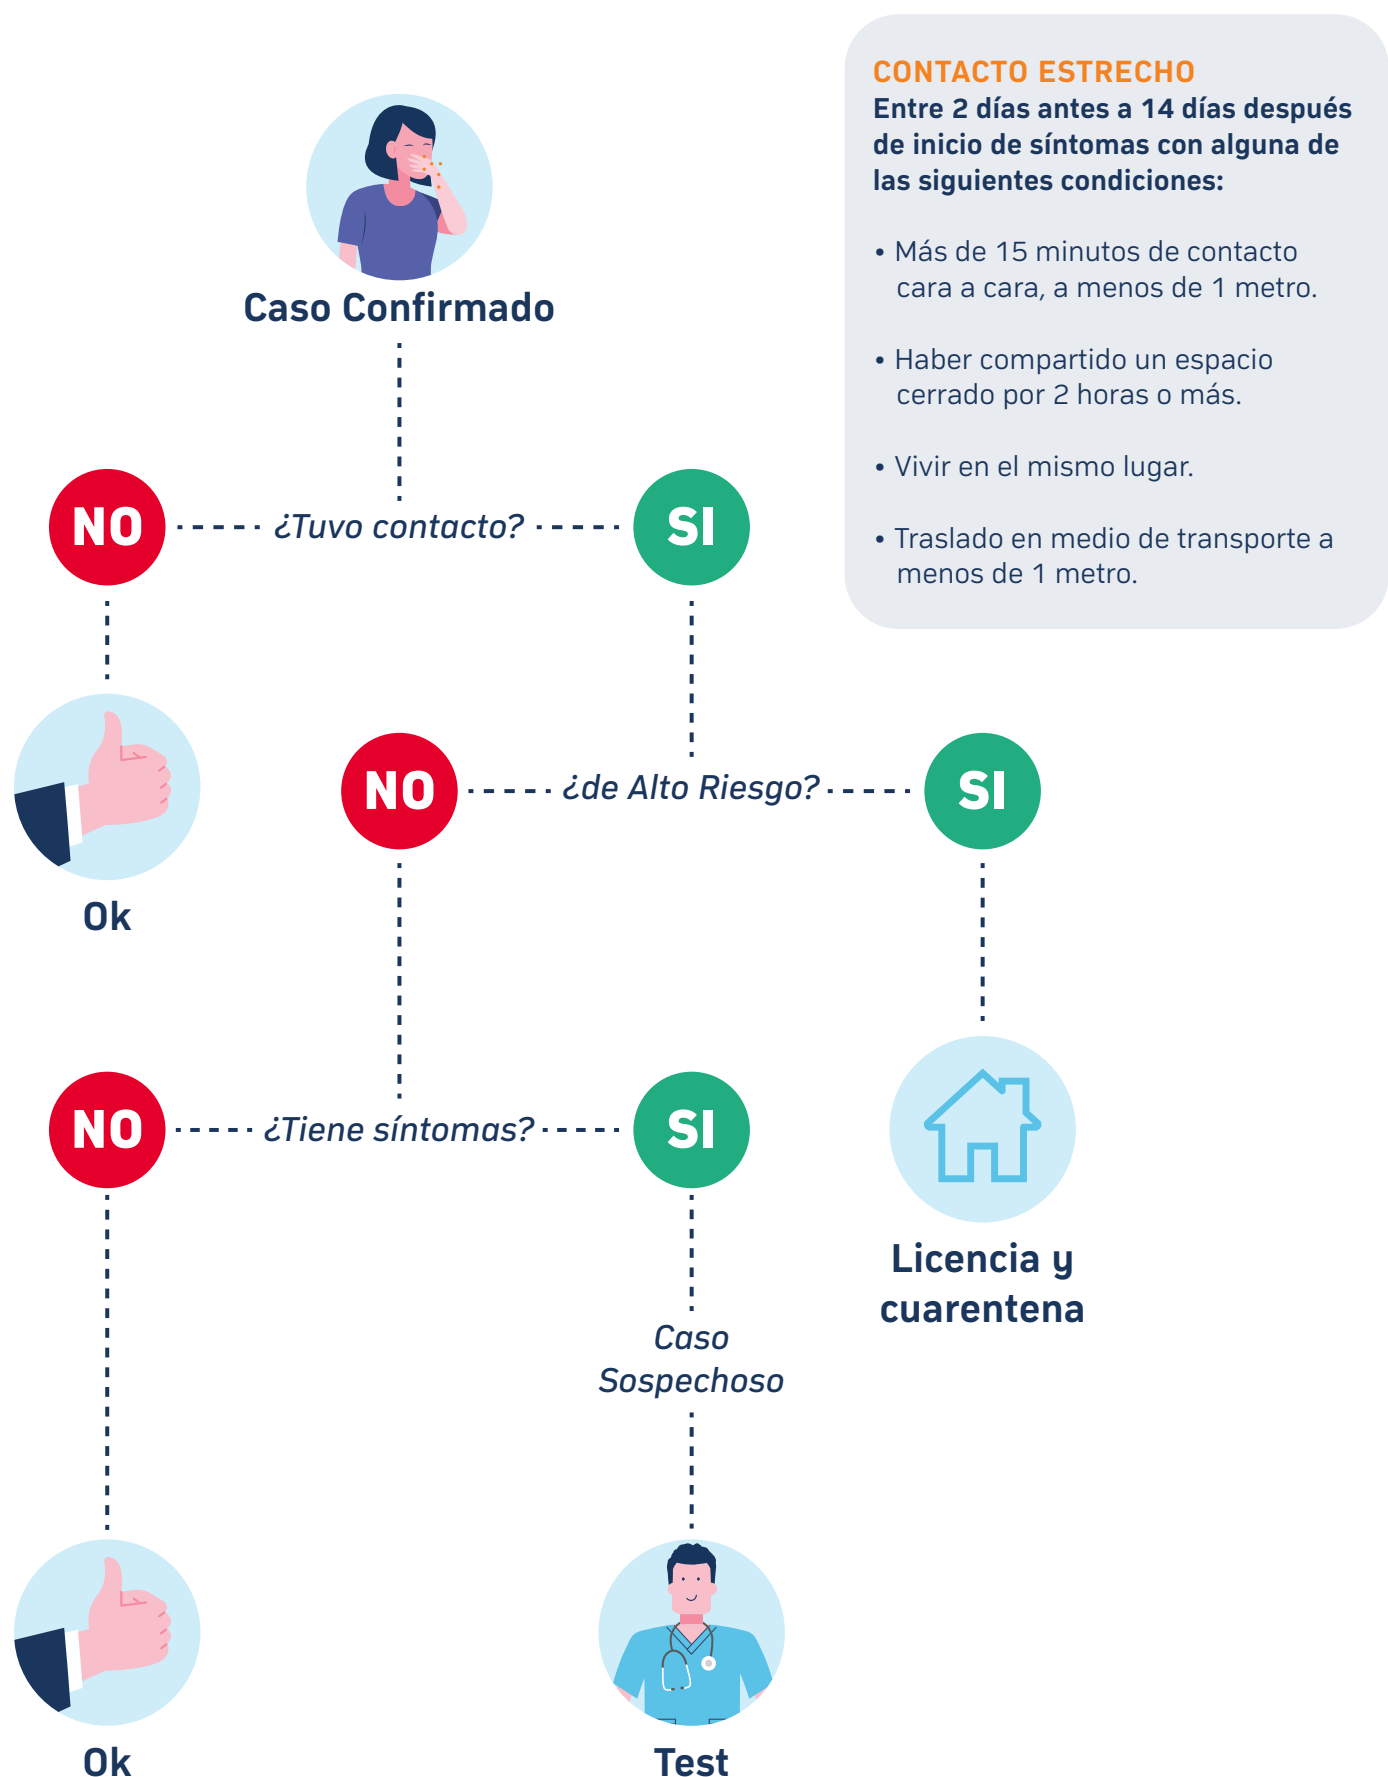 CONTACTO ESTRECHO
Entre 2 días antes a 14 días después
de inicio de síntomas con alguna de
las siguientes condiciones:
• Más de 15 minutos de contacto
cara a cara, a menos de 1 metro.
• Haber compartido un espacio
cerrado por 2 horas o más.
• Vivir en el mismo lugar.
• Traslado en medio de transporte a
menos de 1 metro.
Caso Confirmado
NO
¿Tuvo contacto?
SI
NO
¿de Alto Riesgo?
SI
Ok
NO
¿Tiene síntomas?
SI
Licencia y
cuarentena
Caso
Sospechoso
Ok
Test